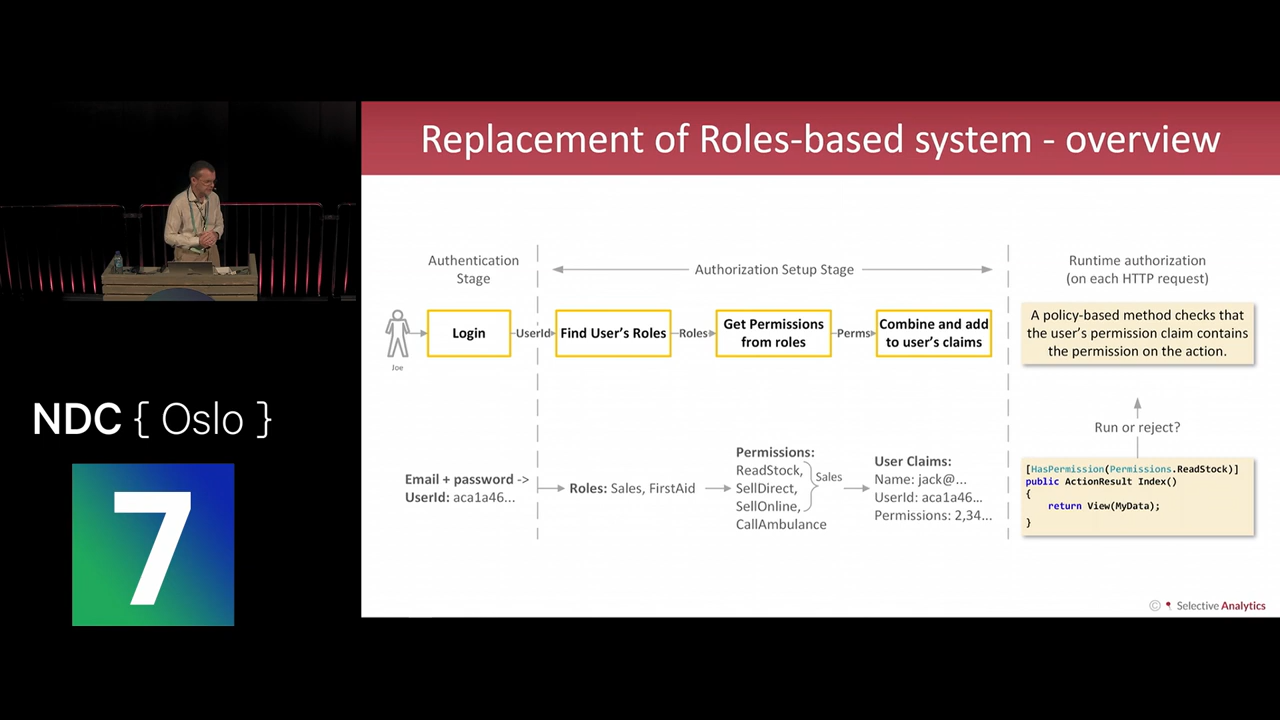 Replacement of Roles-based system - overview
Authentication
Stage
Authorization Setup Stage
Runtime authorization
(on each HTTP request)
Joe
Login
UserId
Find User's Roles
Roles
Get Permissions
from roles
Perms
Combine and add
to user's claims
A policy-based method checks that
the user's permission claim contains
the permission on the action.
Run or reject?
Email + password ->
UserId: aca1a46...
Roles: Sales, FirstAid
Permissions:
ReadStock,
SellDirect,
SellOnline,
CallAmbulance
Sales
User Claims:
Name: jack@...
UserId: aca1a46...
Permissions: 2,34...
[HasPermission(Permissions.ReadStock)]
public ActionResult Index()
{
return View(MyData);
}
© Selective Analytics
NDC { Oslo }
7